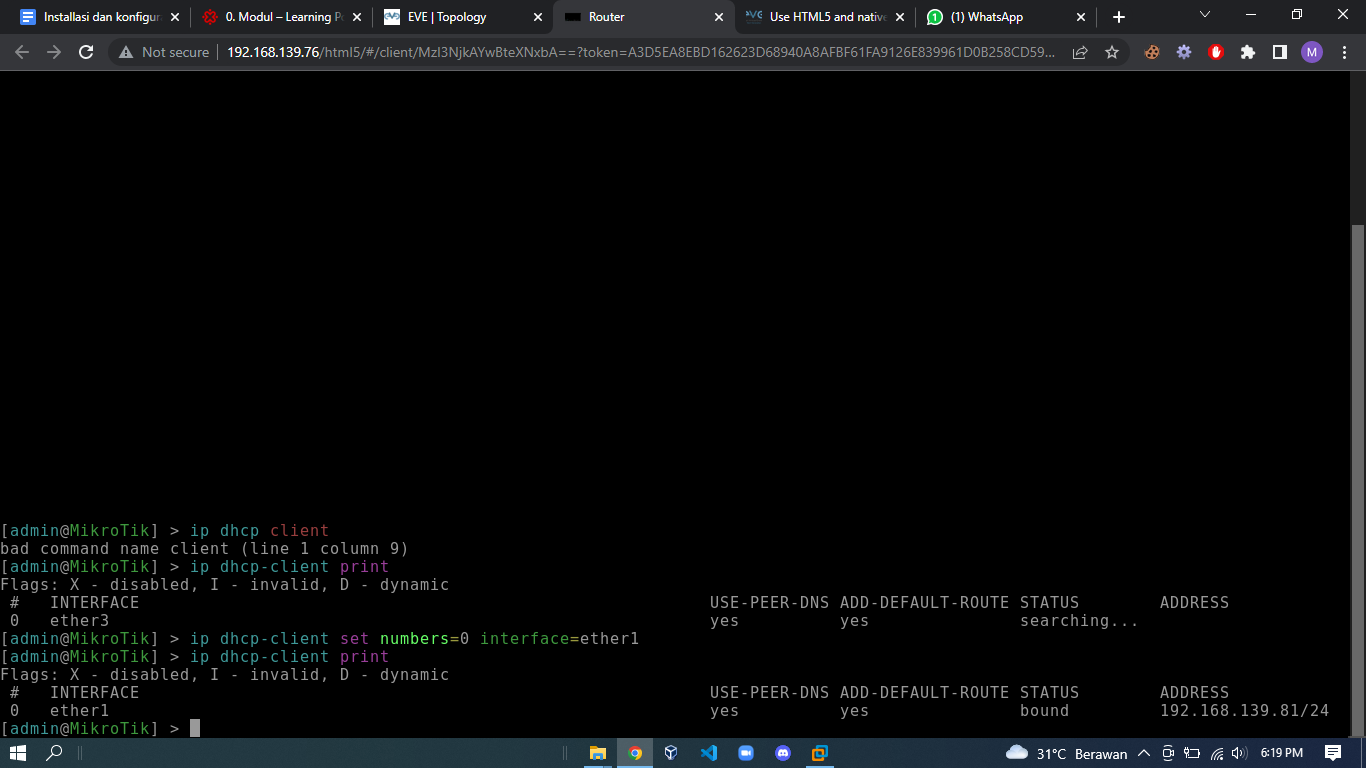 Installasi dan konfigura
0. Modul – Learning Po
EVE | Topology
Router
Use HTML5 and native
(1) WhatsApp
Not secure
192.168.139.76/html5/#/client/MzI3NjkAYwBteXNxbA==?token=A3D5EA8EBD162623D68940A8AFBF61FA9126E839961D0B258CD59...
M
[admin@MikroTik] > ip dhcp client
bad command name client (line 1 column 9)
[admin@MikroTik] > ip dhcp-client print
Flags: X - disabled, I - invalid, D - dynamic
# INTERFACE USE-PEER-DNS ADD-DEFAULT-ROUTE STATUS ADDRESS
0 ether3 yes yes searching...
[admin@MikroTik] > ip dhcp-client set numbers=0 interface=ether1
[admin@MikroTik] > ip dhcp-client print
Flags: X - disabled, I - invalid, D - dynamic
# INTERFACE USE-PEER-DNS ADD-DEFAULT-ROUTE STATUS ADDRESS
0 ether1 yes yes bound 192.168.139.81/24
[admin@MikroTik] >
31°C Berawan
6:19 PM